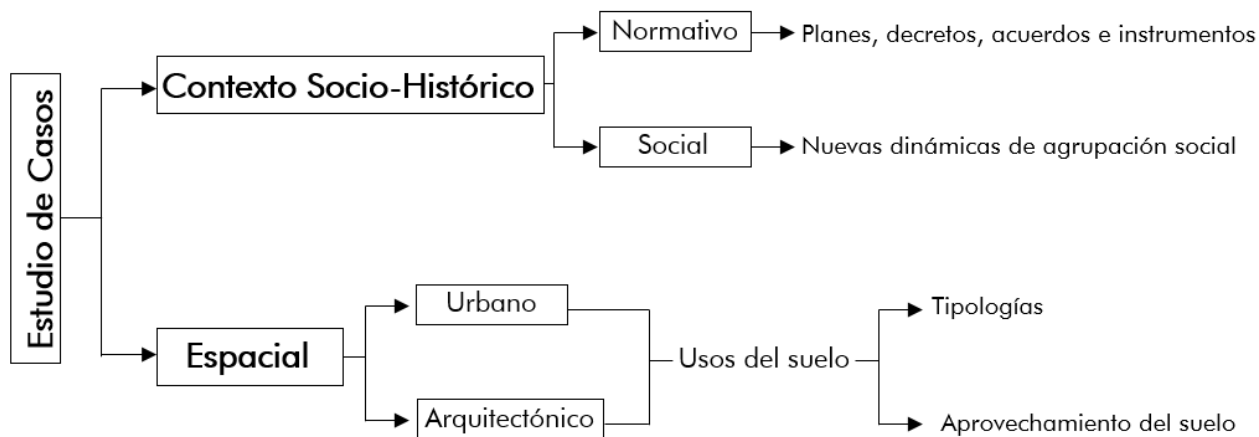 Estudio de Casos
Contexto Socio-Histórico
Normativo
Planes, decretos, acuerdos e instrumentos
Social
Nuevas dinámicas de agrupación social
Espacial
Urbano
Arquitectónico
Usos del suelo
Tipologías
Aprovechamiento del suelo